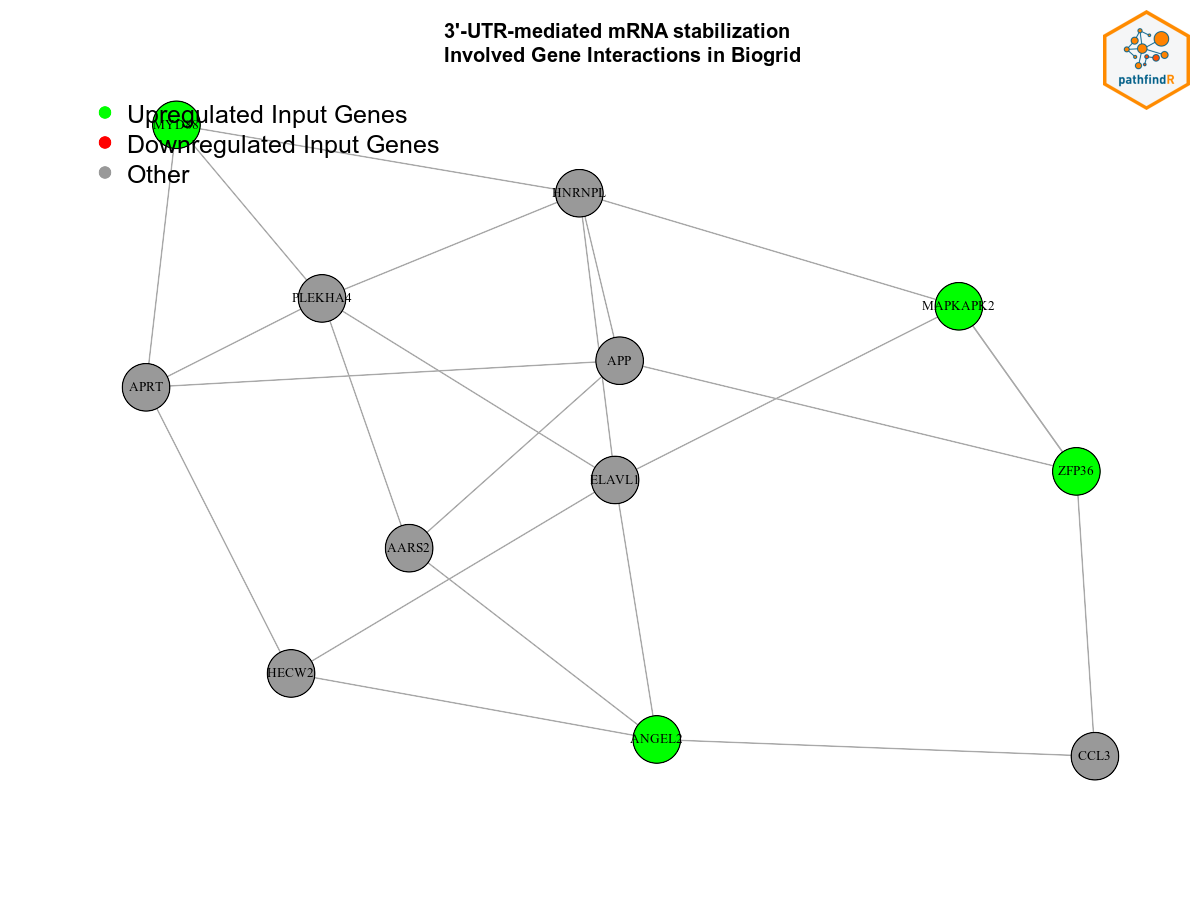 3'-UTR-mediated mRNA stabilization
Involved Gene Interactions in Biogrid
pathfindR
Upregulated Input Genes
MYD88
Downregulated Input Genes
Other
HNRNPL
PLEKHA4
MAPKAPK2
APP
APRT
ZFP36
ELAVL1
AARS2
HECW2
ANGEL2
CCL3